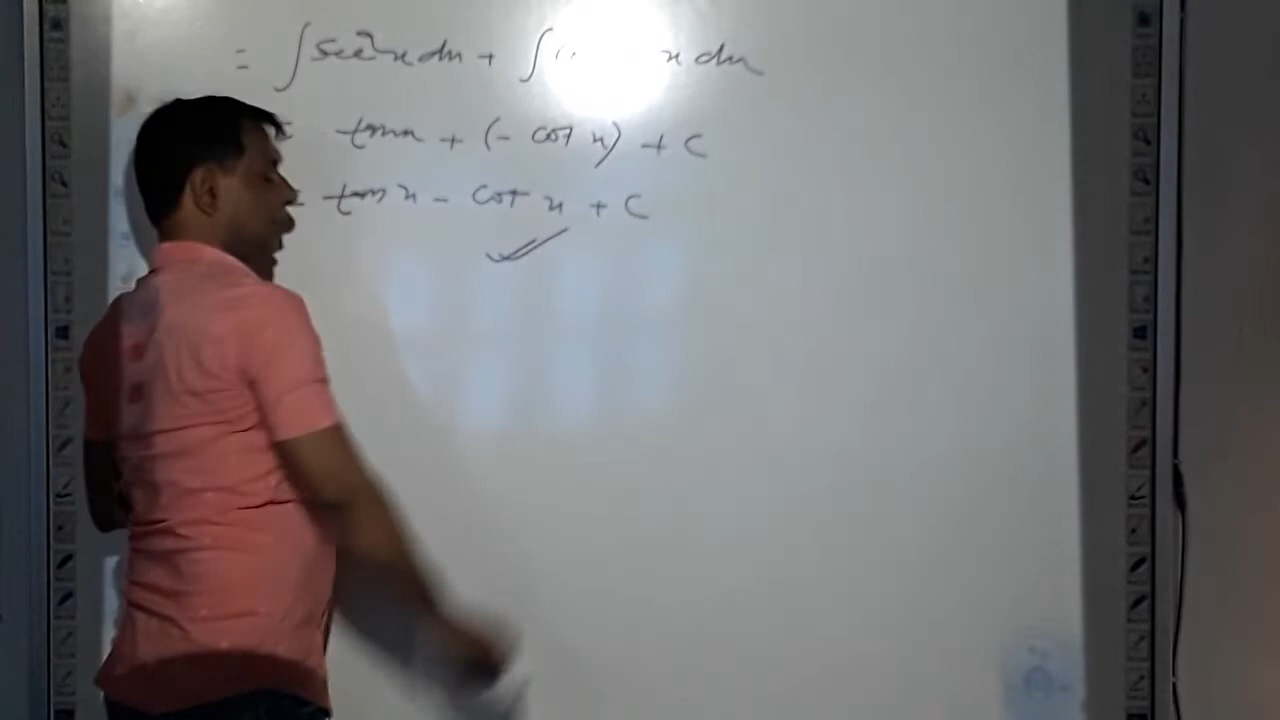 = ∫ sec²x dx + ∫ x dx
= tan x + (- cot x) + C
= tan x - cot x + C